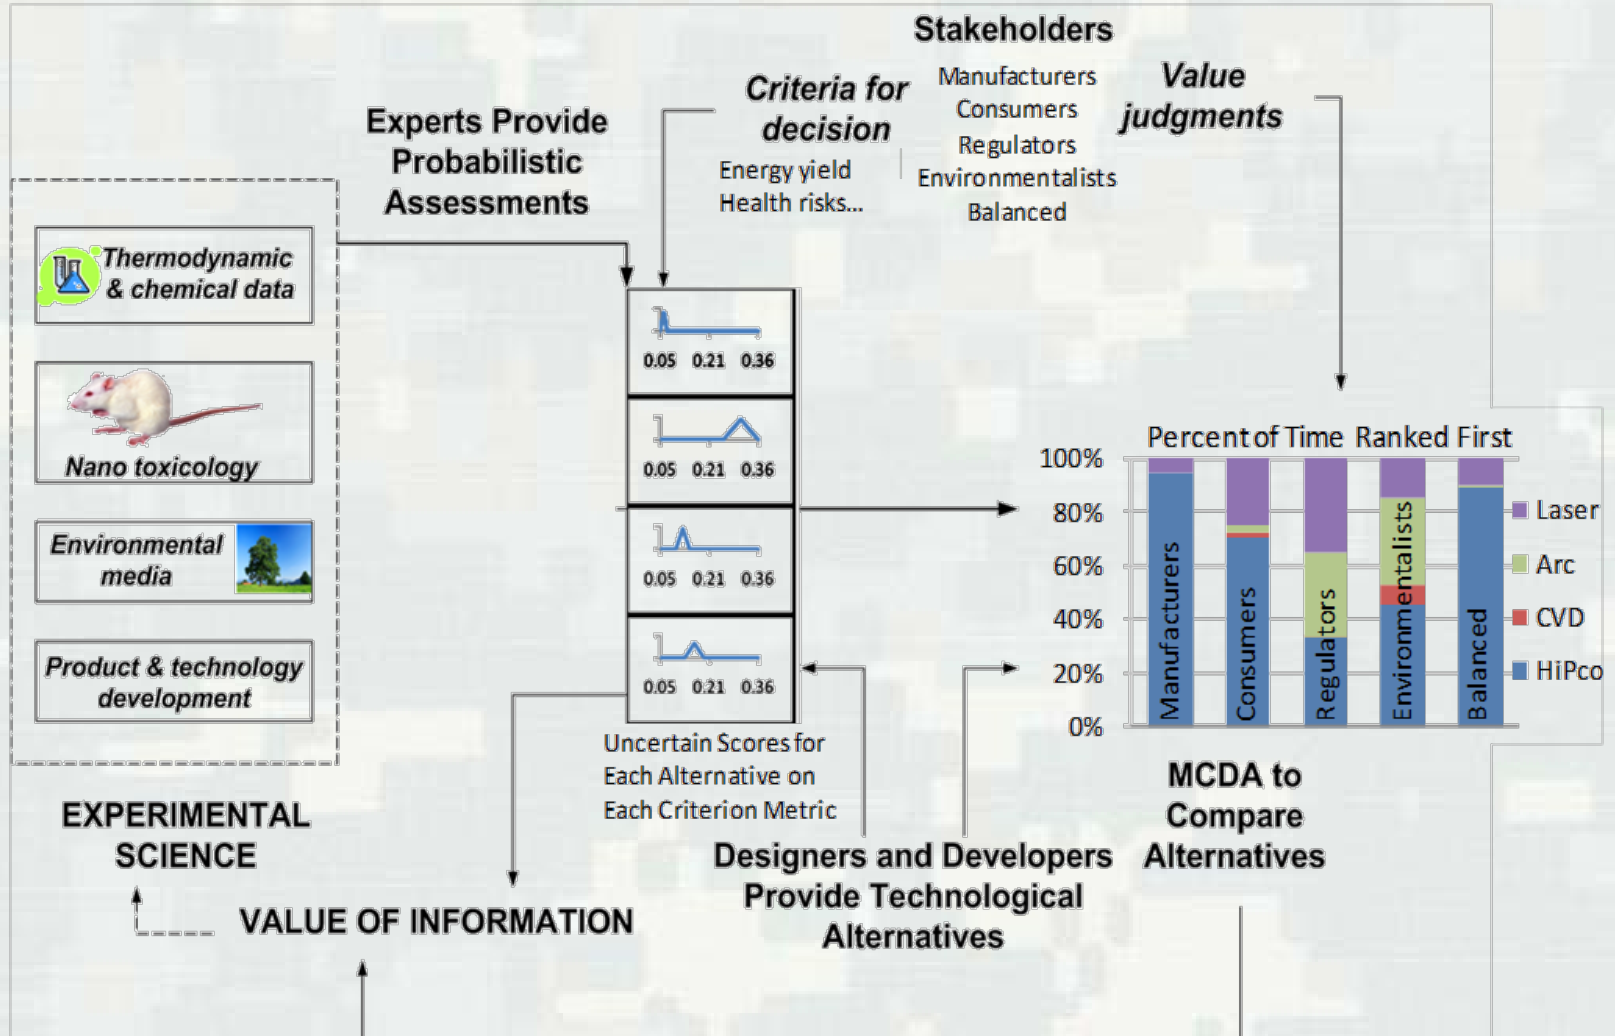 Stakeholders
Manufacturers
Consumers
Regulators
Environmentalists
Balanced
Criteria for
decision
Energy yield
Health risks...
Value
judgments
Experts Provide
Probabilistic
Assessments
Thermodynamic
& chemical data
Nano toxicology
Environmental
media
Product & technology
development
EXPERIMENTAL
SCIENCE
0.05 0.21 0.36
0.05 0.21 0.36
0.05 0.21 0.36
0.05 0.21 0.36
Uncertain Scores for
Each Alternative on
Each Criterion Metric
Percent of Time Ranked First
100%
80%
60%
40%
20%
0%
Manufacturers
Consumers
Regulators
Environmentalists
Balanced
Laser
Arc
CVD
HiPco
MCDA to
Compare
Alternatives
Designers and Developers
Provide Technological
Alternatives
VALUE OF INFORMATION